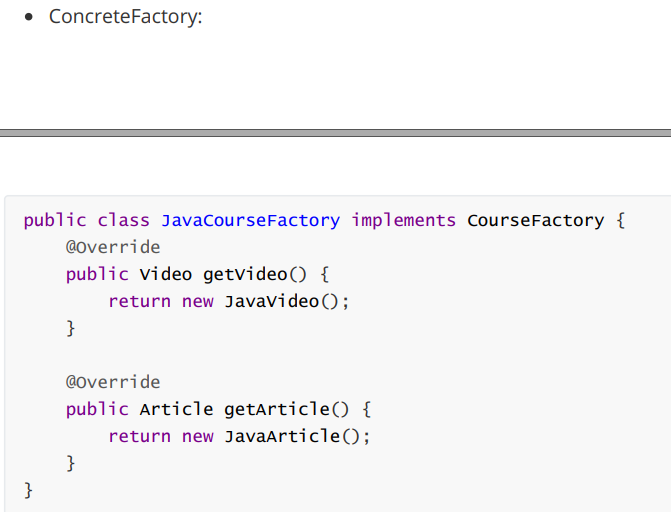 • ConcreteFactory:
public class JavaCourseFactory implements CourseFactory {
    @Override
    public Video getVideo() {
        return new JavaVideo();
    }
    @Override
    public Article getArticle() {
        return new JavaArticle();
    }
}